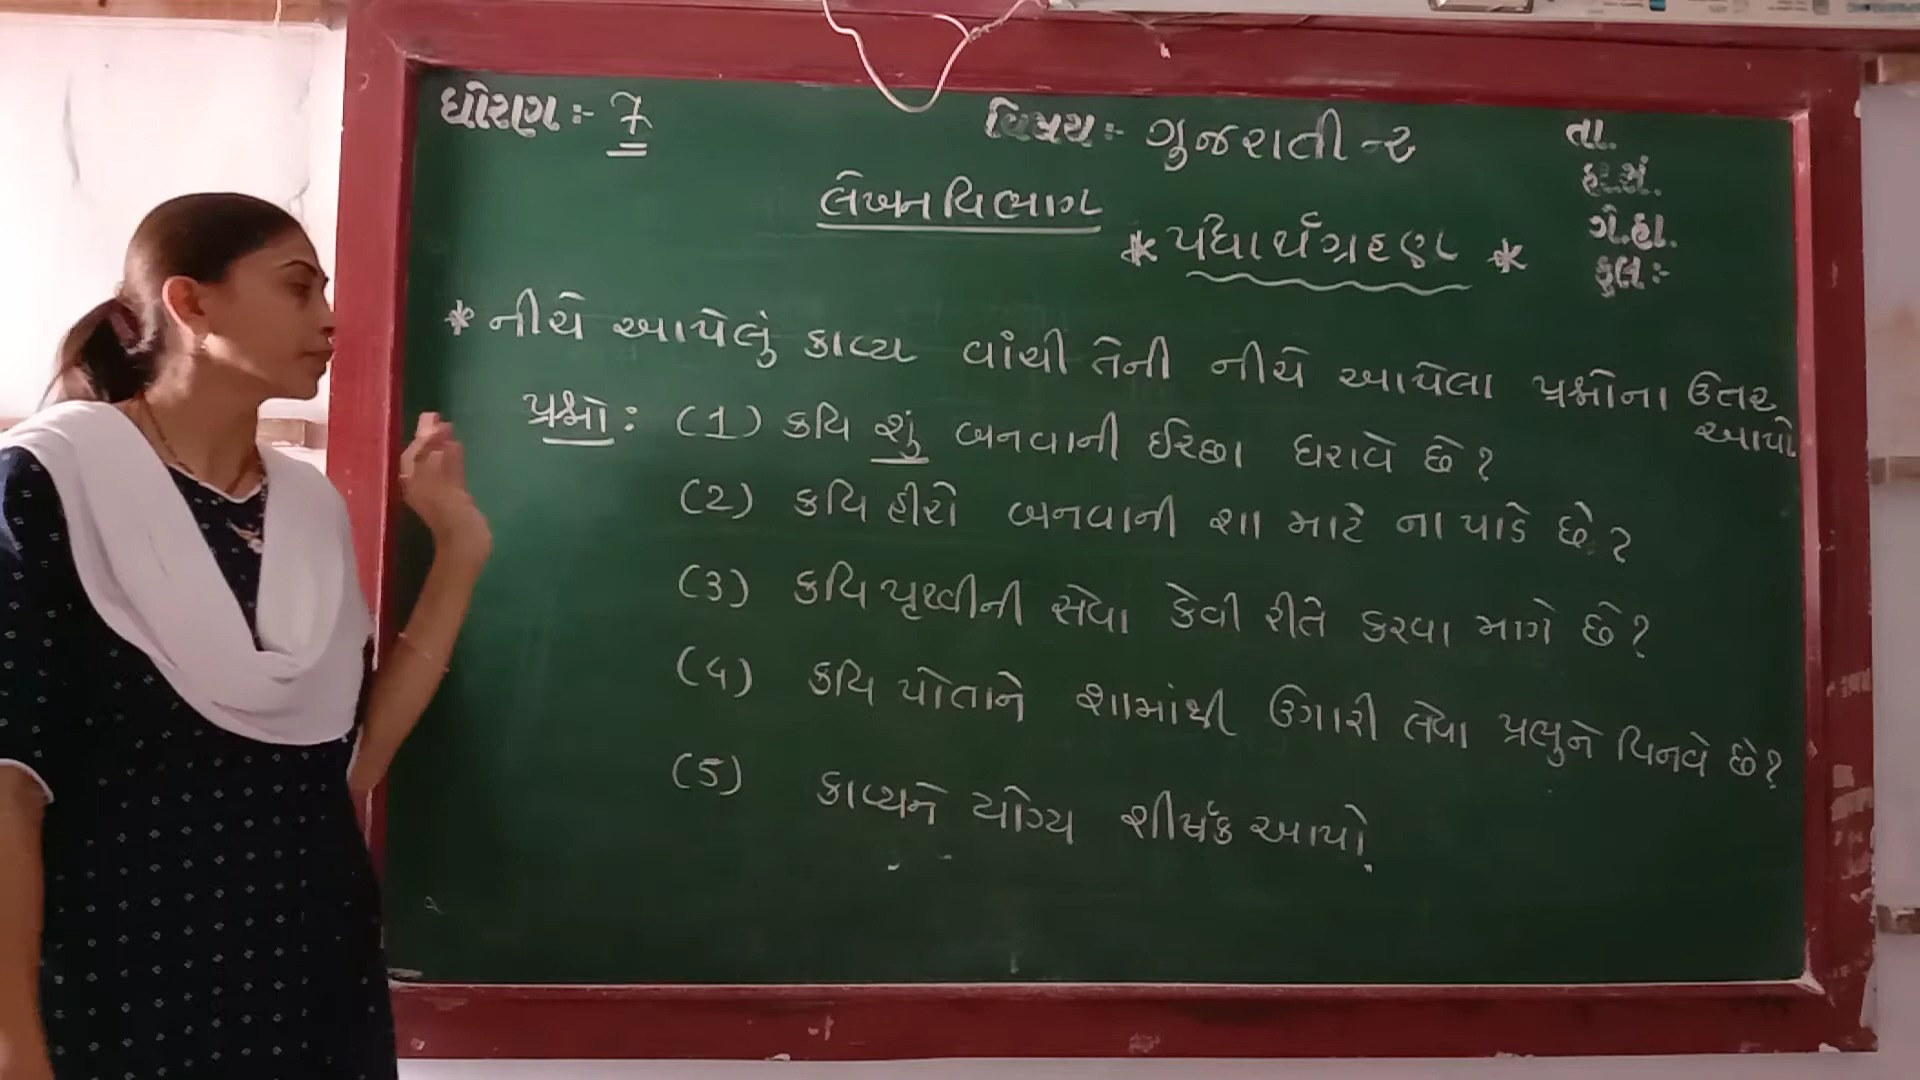 ધોરણ :- 7
વિષય :- ગુજરાતી -૨
તા.
ગે.હા.
કુલ :-
લેખન વિભાગ
* પદ્યાર્થગ્રહણ *
* નીચે આપેલું કાવ્ય વાંચી તેની નીચે આપેલા પ્રશ્નોના ઉત્તર
આપો
પ્રશ્નો : (1) કવિ શું બનવાની ઈચ્છા ધરાવે છે ?
(2) કવિ હીરો બનવાની શા માટે ના પાડે છે ?
(3) કવિ પૃથ્વીની સેવા કેવી રીતે કરવા માગે છે ?
(4) કવિ પોતાને શામાંથી ઉગારી લેવા પ્રભુને વિનવે છે ?
(5) કાવ્યને યોગ્ય શીર્ષક આપો.